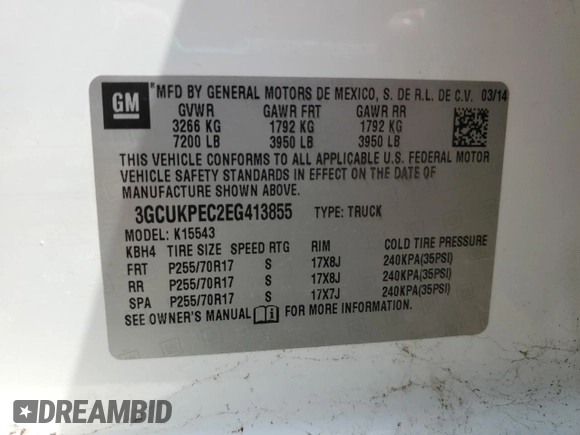 GM
MFD BY GENERAL MOTORS DE MEXICO, S. DE R.L. DE C.V. 03/14
GVWR GAWR FRT GAWR RR
3266 KG 1792 KG 1792 KG
7200 LB 3950 LB 3950 LB
THIS VEHICLE CONFORMS TO ALL APPLICABLE U.S. FEDERAL MOTOR
VEHICLE SAFETY STANDARDS IN EFFECT ON THE DATE OF
MANUFACTURE SHOWN ABOVE.
3GCUKPEC2EG413855 TYPE: TRUCK
MODEL: K15543
KBH4 TIRE SIZE SPEED RTG RIM COLD TIRE PRESSURE
FRT P255/70R17 S 17X8J 240KPA(35PSI)
RR P255/70R17 S 17X8J 240KPA(35PSI)
SPA P255/70R17 S 17X7J 240KPA(35PSI)
SEE OWNER'S MANUAL i FOR MORE INFORMATION.
DREAMBID